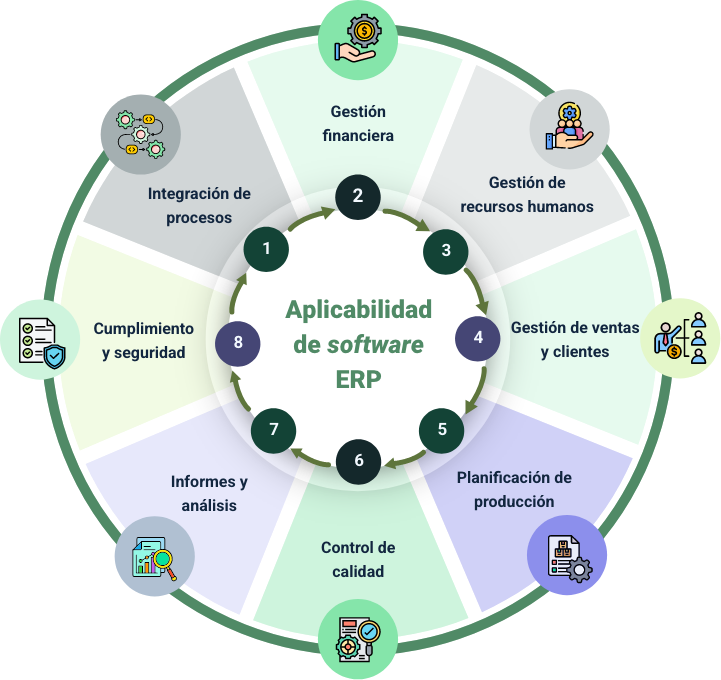 Aplicabilidad
de software
ERP
1
Integración de
procesos
2
Gestión
financiera
3
Gestión de
recursos humanos
4
Gestión de ventas
y clientes
5
Planificación de
producción
6
Control de
calidad
7
Informes y
análisis
8
Cumplimiento
y seguridad